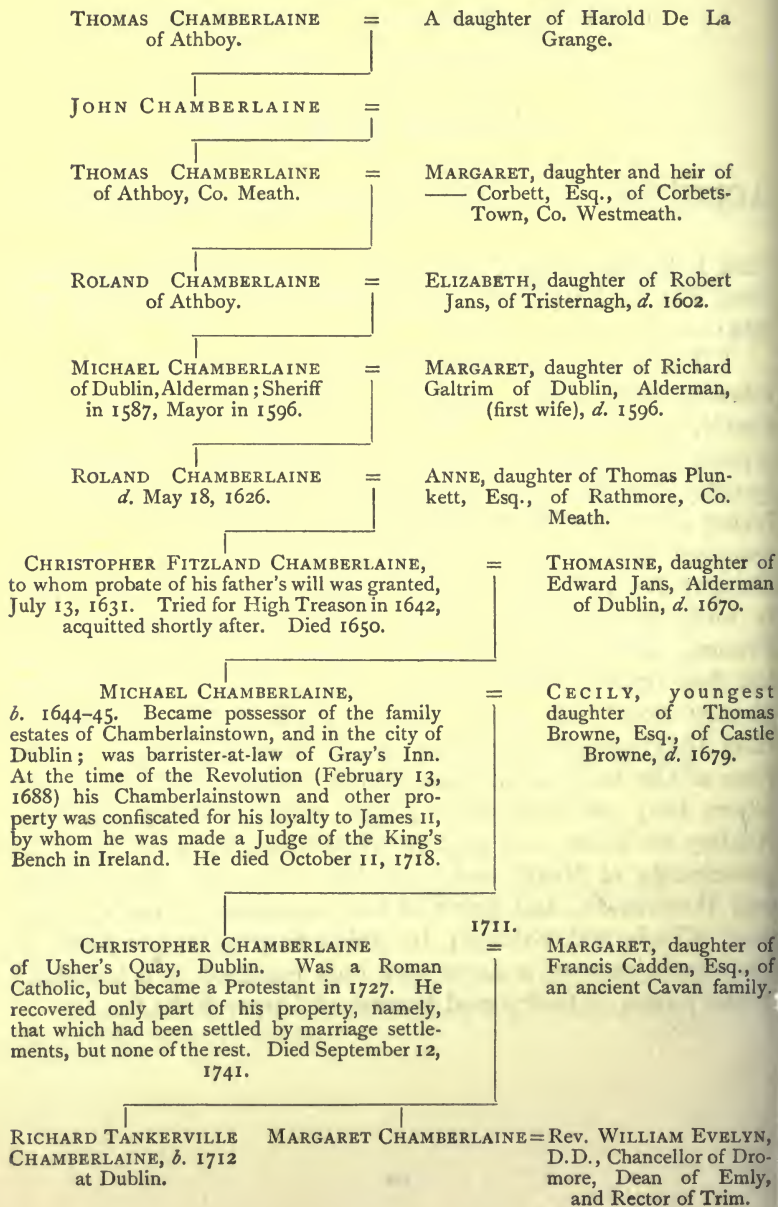 THOMAS CHAMBERLAINE = A daughter of Harold De La
of Athboy. Grange.
JOHN CHAMBERLAINE =
THOMAS CHAMBERLAINE = MARGARET, daughter and heir of
of Athboy, Co. Meath. —— Corbett, Esq., of Corbets-
Town, Co. Westmeath.
ROLAND CHAMBERLAINE = ELIZABETH, daughter of Robert
of Athboy. Jans, of Tristernagh, d. 1602.
MICHAEL CHAMBERLAINE = MARGARET, daughter of Richard
of Dublin, Alderman; Sheriff Galtrim of Dublin, Alderman,
in 1587, Mayor in 1596. (first wife), d. 1596.
ROLAND CHAMBERLAINE = ANNE, daughter of Thomas Plun-
d. May 18, 1626. kett, Esq., of Rathmore, Co.
Meath.
CHRISTOPHER FITZLAND CHAMBERLAINE, = THOMASINE, daughter of
to whom probate of his father's will was granted, Edward Jans, Alderman
July 13, 1631. Tried for High Treason in 1642, of Dublin, d. 1670.
acquitted shortly after. Died 1650.
MICHAEL CHAMBERLAINE, = CECILY, youngest
b. 1644–45. Became possessor of the family daughter of Thomas
estates of Chamberlainstown, and in the city of Browne, Esq., of Castle
Dublin; was barrister-at-law of Gray's Inn. Browne, d. 1679.
At the time of the Revolution (February 13,
1688) his Chamberlainstown and other pro-
perty was confiscated for his loyalty to James II,
by whom he was made a Judge of the King's
Bench in Ireland. He died October 11, 1718.
1711.
CHRISTOPHER CHAMBERLAINE = MARGARET, daughter of
of Usher's Quay, Dublin. Was a Roman Francis Cadden, Esq., of
Catholic, but became a Protestant in 1727. He an ancient Cavan family.
recovered only part of his property, namely,
that which had been settled by marriage settle-
ments, but none of the rest. Died September 12,
1741.
RICHARD TANKERVILLE MARGARET CHAMBERLAINE = Rev. WILLIAM EVELYN,
CHAMBERLAINE, b. 1712 D.D., Chancellor of Dro-
at Dublin. more, Dean of Emly,
and Rector of Trim.